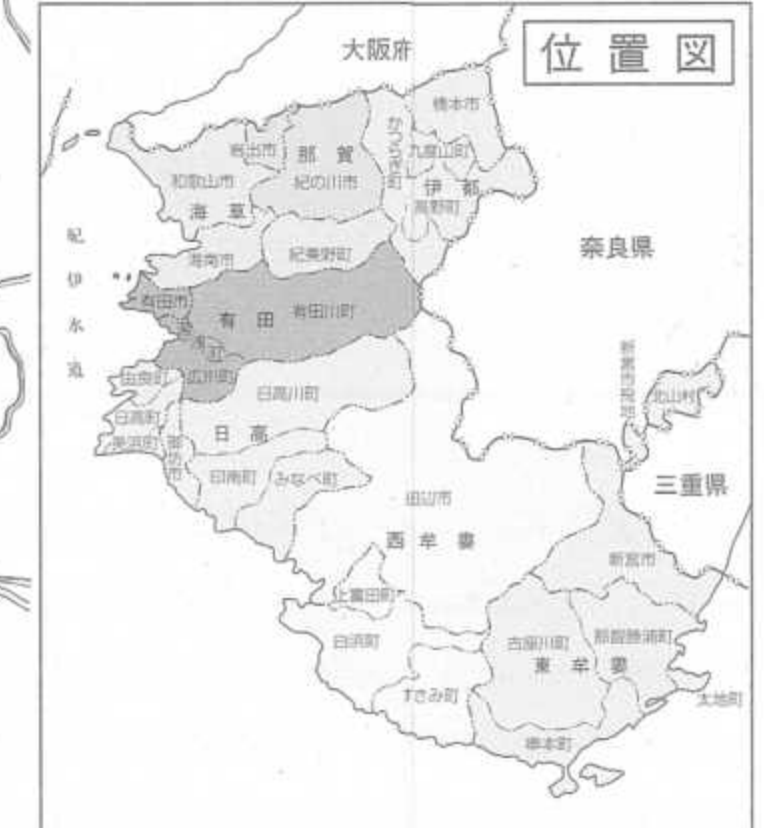 位置図
大阪府
橋本市
かつらぎ町
九度山町
岩出市
那賀
和歌山市
紀の川市
伊都
高野町
海草
紀伊水道
海南市
紀美野町
奈良県
有田市
有田
有田川町
湯浅町
広川町
由良町
日高川町
新宮市飛地
北山村
日高町
日高
美浜町
御坊市
印南町
みなべ町
田辺市
三重県
西牟婁
新宮市
上富田町
白浜町
古座川町
那智勝浦町
東牟婁
すさみ町
太地町
串本町